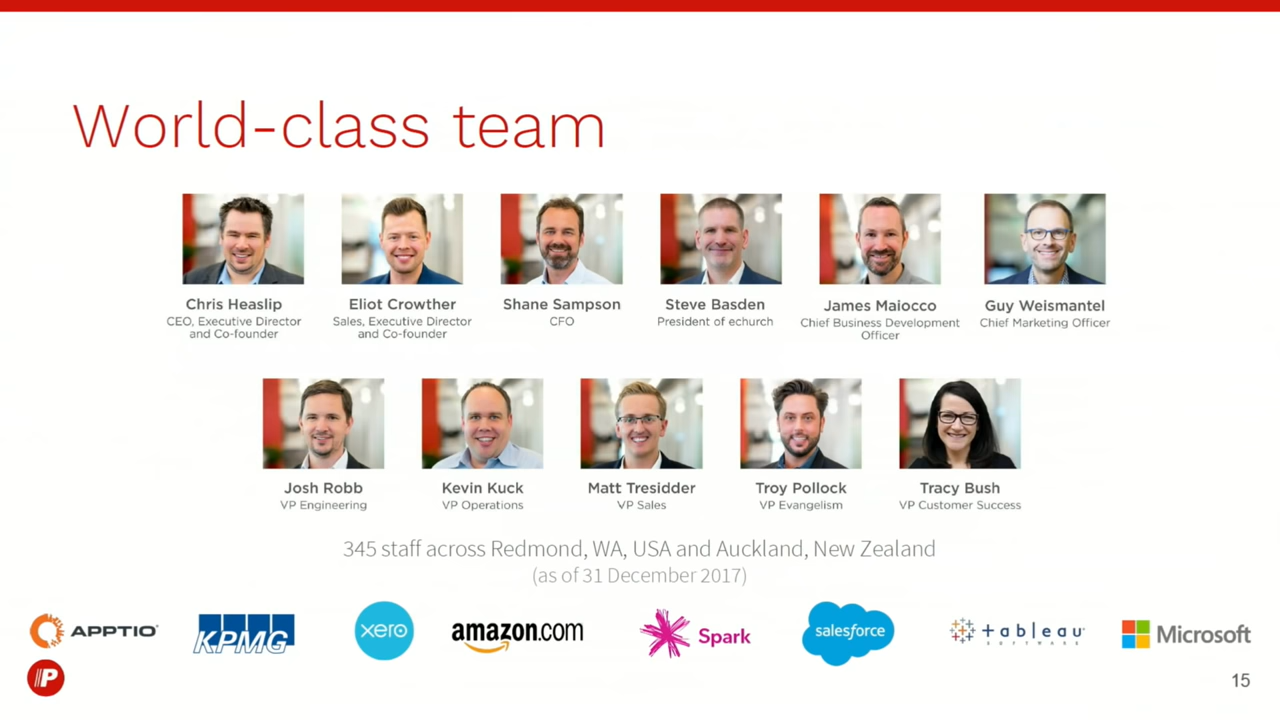 World-class team
Chris Heaslip
CEO, Executive Director
and Co-founder
Eliot Crowther
Sales, Executive Director
and Co-founder
Shane Sampson
CFO
Steve Basden
President of echurch
James Maiocco
Chief Business Development
Officer
Guy Weismantel
Chief Marketing Officer
Josh Robb
VP Engineering
Kevin Kuck
VP Operations
Matt Tresidder
VP Sales
Troy Pollock
VP Evangelism
Tracy Bush
VP Customer Success
345 staff across Redmond, WA, USA and Auckland, New Zealand
(as of 31 December 2017)
APPTIO
KPMG
xero
amazon.com
Spark
salesforce
tableau
SOFTWARE
Microsoft
P
15